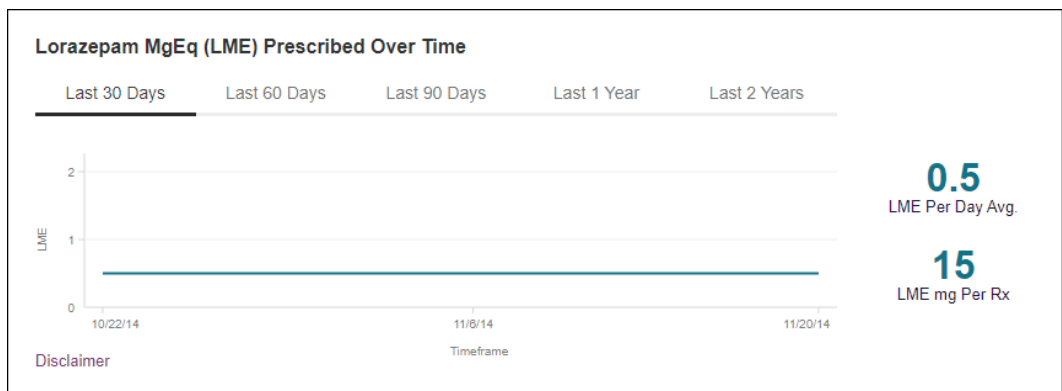 Lorazepam MgEq (LME) Prescribed Over Time
Last 30 Days Last 60 Days Last 90 Days Last 1 Year Last 2 Years
2
1
0
LME
10/22/14 11/6/14 11/20/14
Timeframe
0.5
LME Per Day Avg.
15
LME mg Per Rx
Disclaimer